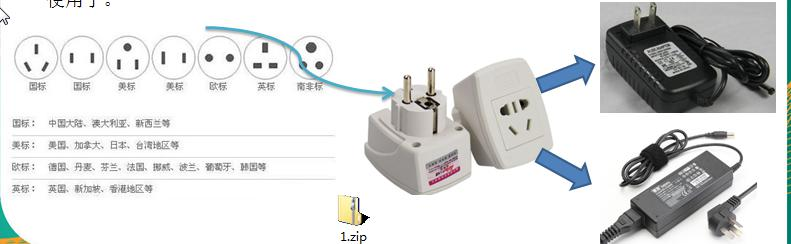 使用了。
国标 国标 美标 美标 欧标 英标 南非标
国标： 中国大陆、澳大利亚、新西兰等
美标： 美国、加拿大、日本、台湾地区等
欧标： 德国、丹麦、芬兰、法国、挪威、波兰、葡萄牙、韩国等
英标： 英国、新加坡、香港地区等
1.zip